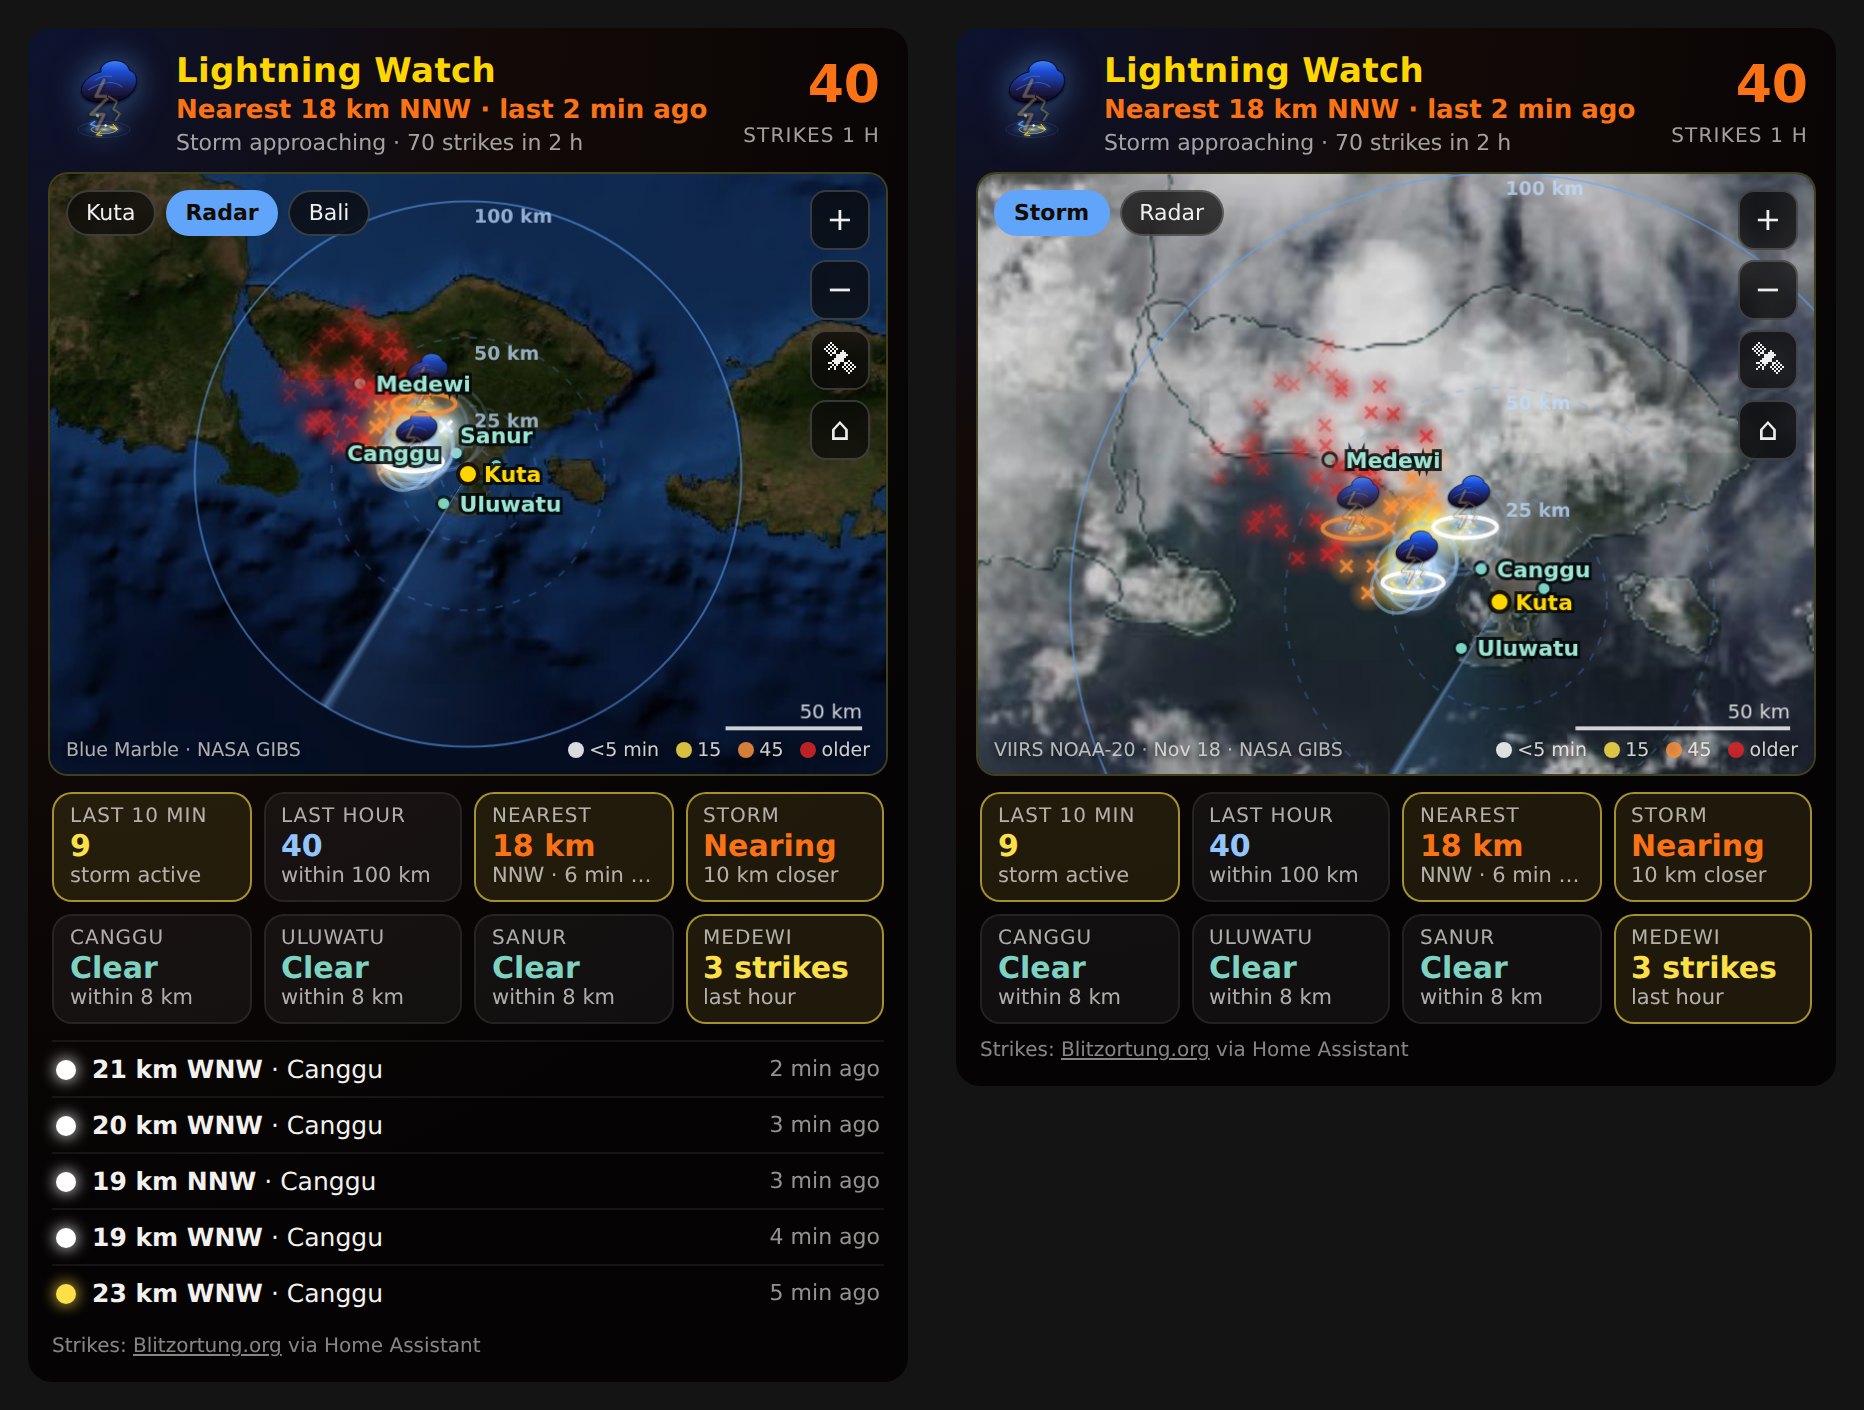 Lightning Watch
Nearest 18 km NNW · last 2 min ago
Storm approaching · 70 strikes in 2 h
40
STRIKES 1 H
Kuta
Radar
Bali
+
−
⌂
100 km
50 km
25 km
Medewi
Sanur
Canggu
Kuta
Uluwatu
50 km
Blue Marble · NASA GIBS
<5 min
15
45
older
LAST 10 MIN
9
storm active
LAST HOUR
40
within 100 km
NEAREST
18 km
NNW · 6 min ...
STORM
Nearing
10 km closer
CANGGU
Clear
within 8 km
ULUWATU
Clear
within 8 km
SANUR
Clear
within 8 km
MEDEWI
3 strikes
last hour
21 km WNW · Canggu 2 min ago
20 km WNW · Canggu 3 min ago
19 km NNW · Canggu 3 min ago
19 km WNW · Canggu 4 min ago
23 km WNW · Canggu 5 min ago
Strikes: Blitzortung.org via Home Assistant
Lightning Watch
Nearest 18 km NNW · last 2 min ago
Storm approaching · 70 strikes in 2 h
40
STRIKES 1 H
Storm
Radar
+
−
⌂
100 km
50 km
25 km
Medewi
Canggu
Kuta
Uluwatu
50 km
VIIRS NOAA-20 · Nov 18 · NASA GIBS
<5 min
15
45
older
LAST 10 MIN
9
storm active
LAST HOUR
40
within 100 km
NEAREST
18 km
NNW · 6 min ...
STORM
Nearing
10 km closer
CANGGU
Clear
within 8 km
ULUWATU
Clear
within 8 km
SANUR
Clear
within 8 km
MEDEWI
3 strikes
last hour
Strikes: Blitzortung.org via Home Assistant